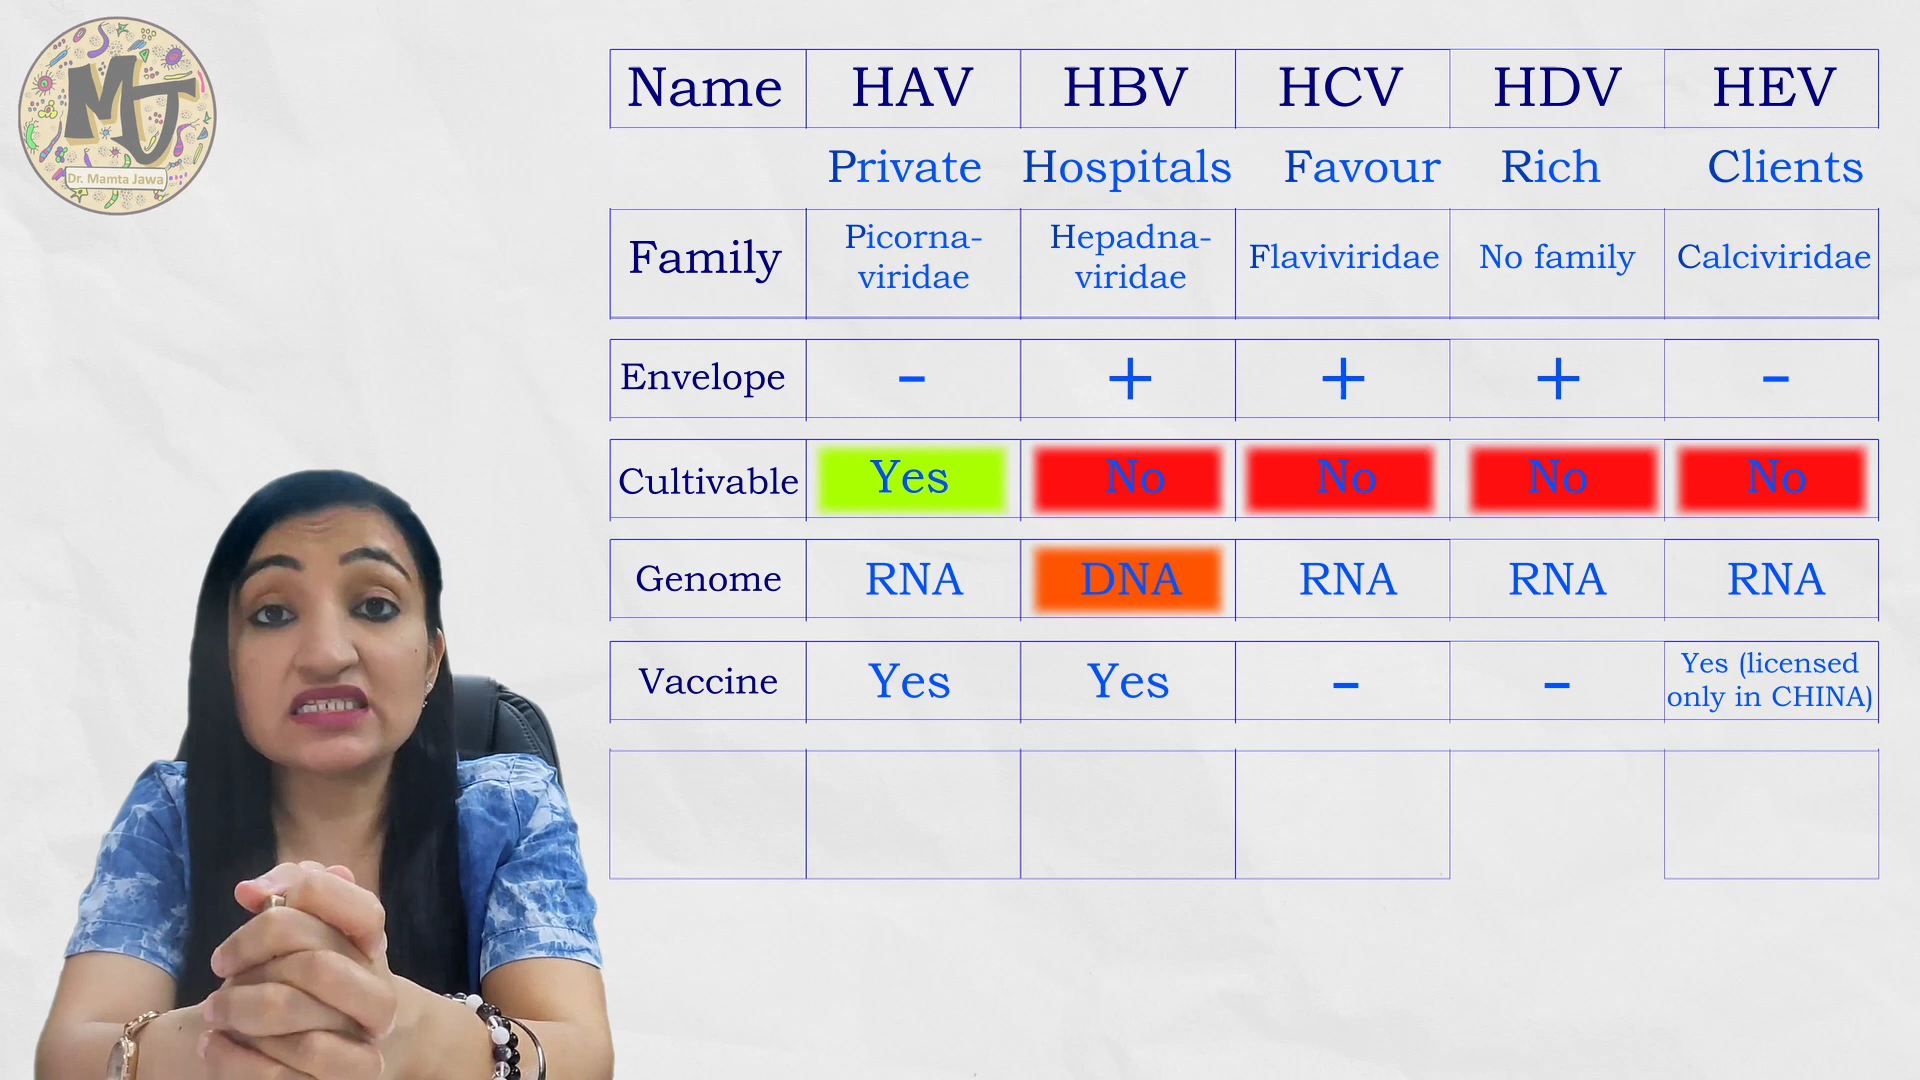 MJ
Dr. Mamta Jawa
Name HAV HBV HCV HDV HEV
Private Hospitals Favour Rich Clients
Family Picorna- Hepadna- Flaviviridae No family Calciviridae
viridae viridae
Envelope – + + + –
Cultivable Yes No No No No
Genome RNA DNA RNA RNA RNA
Vaccine Yes Yes – – Yes (licensed
only in CHINA)